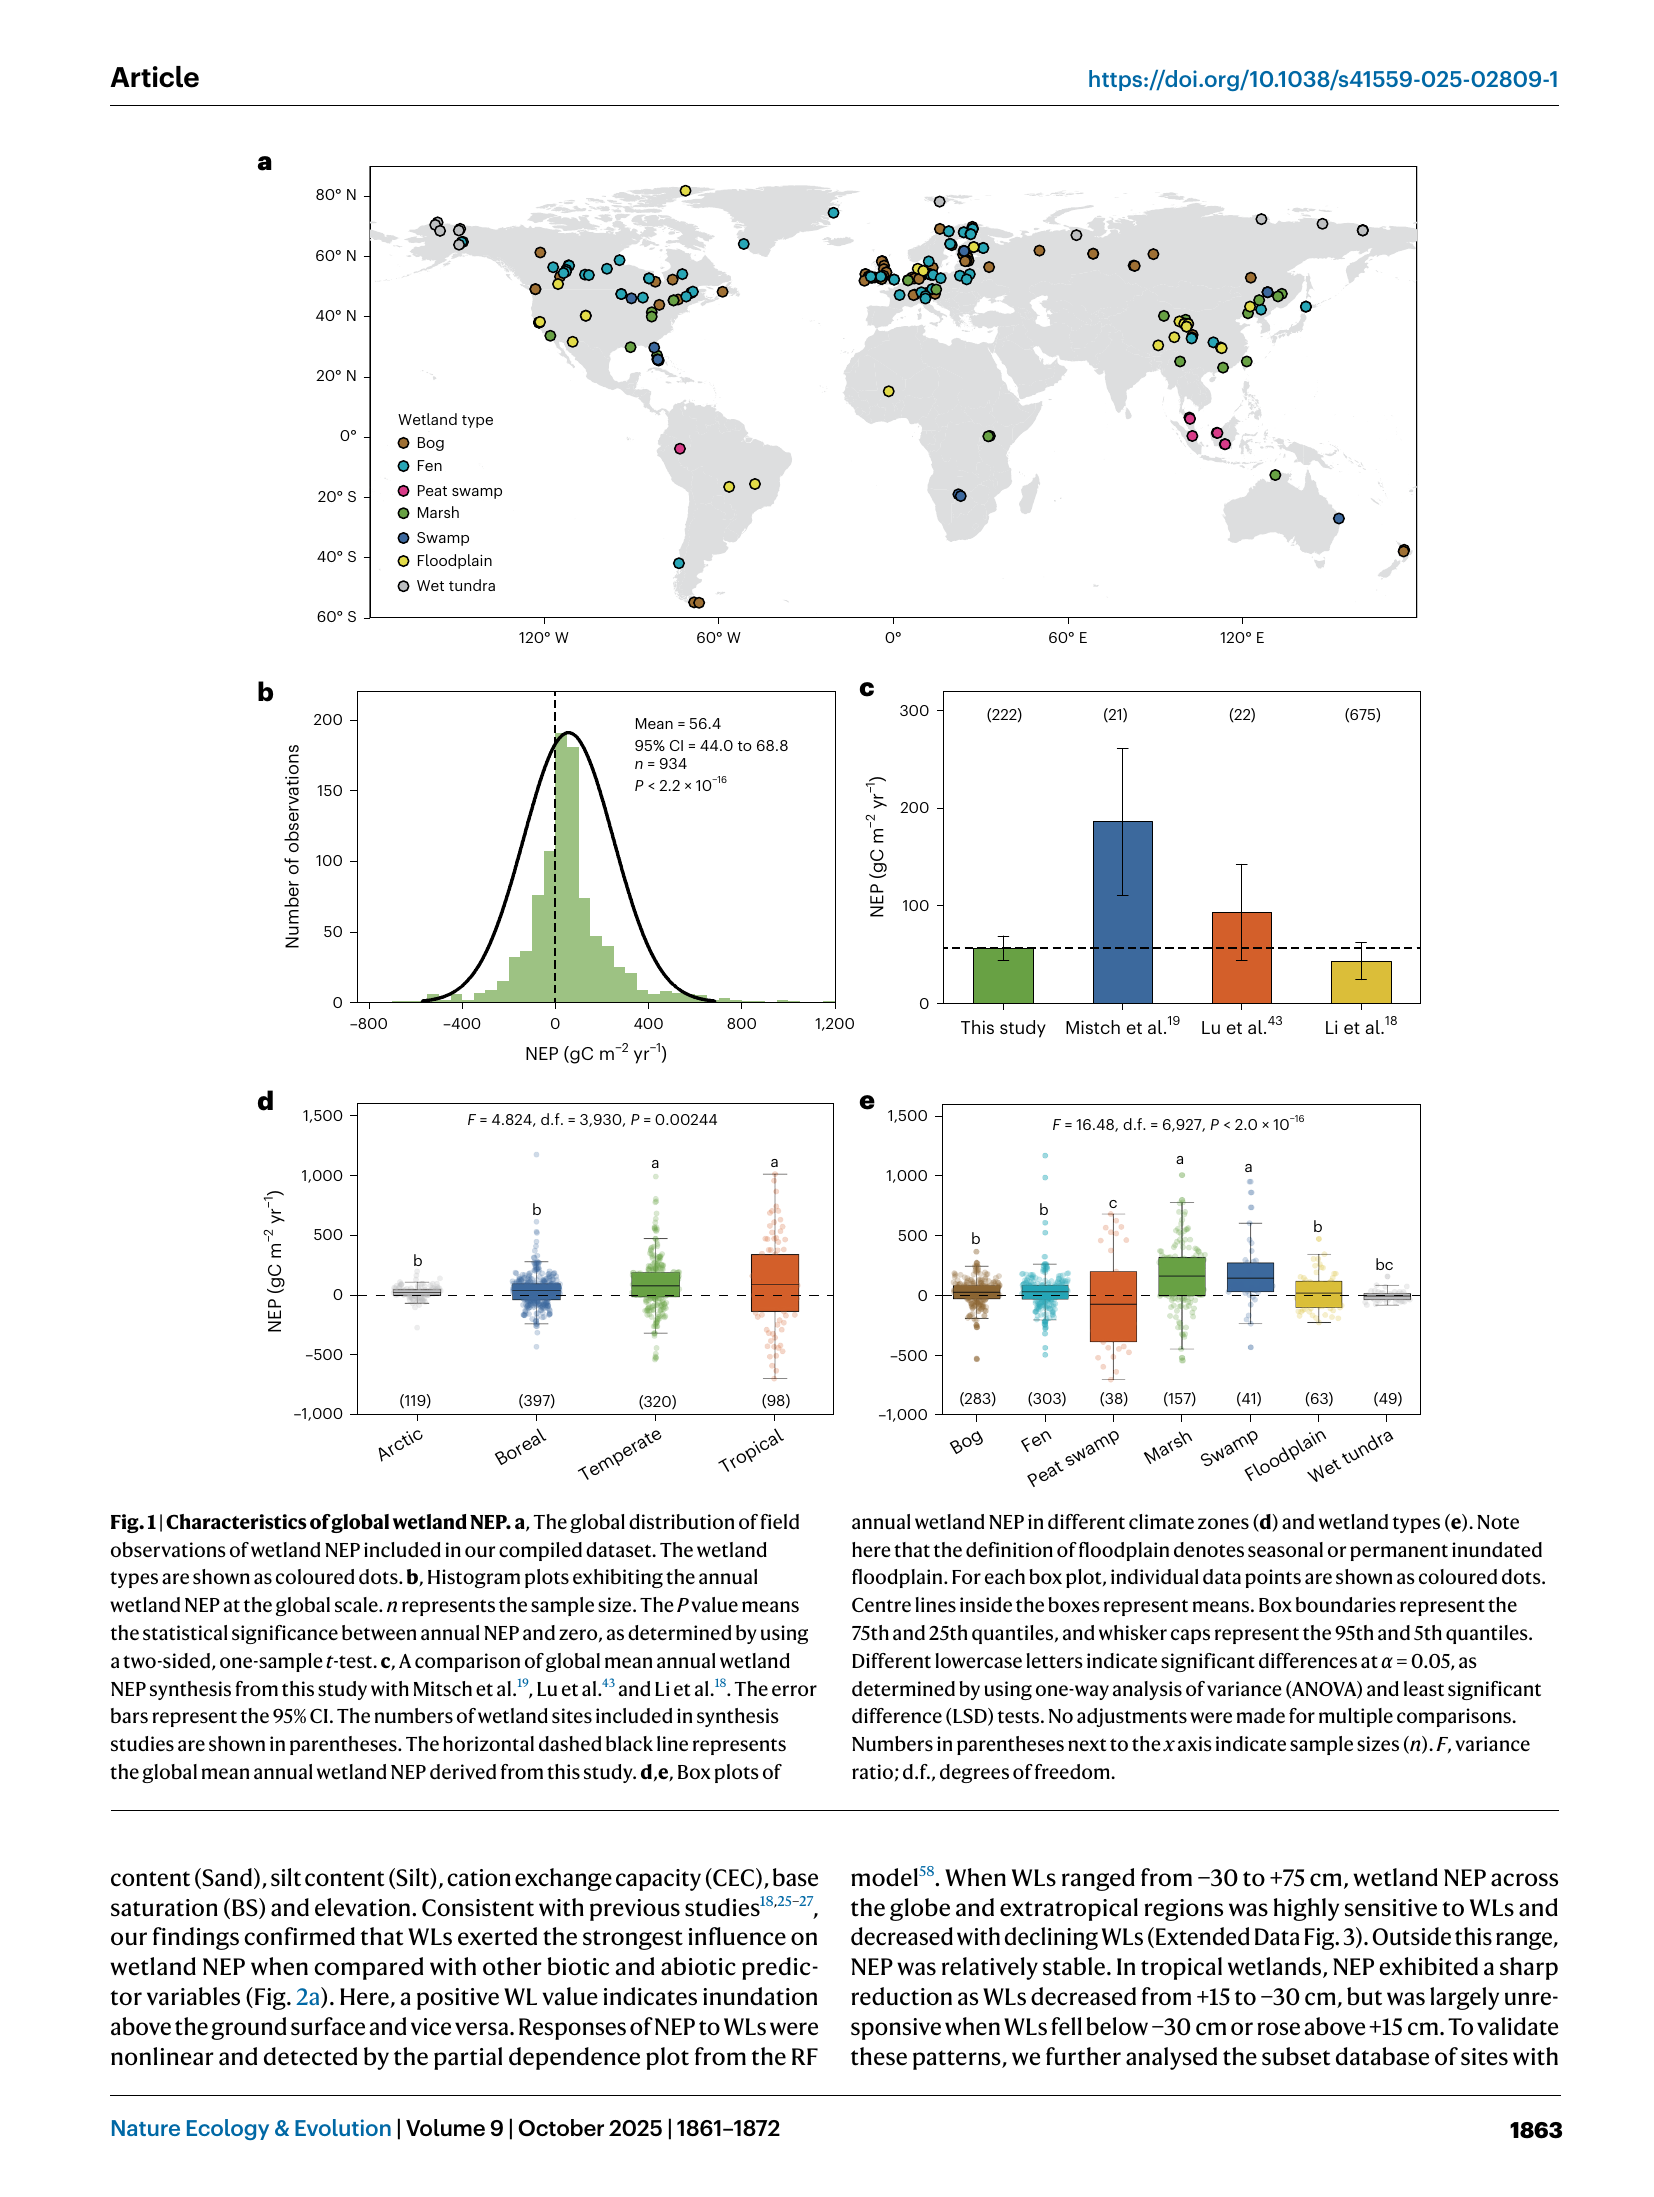 Article
https://doi.org/10.1038/s41559-025-02809-1
a
80° N
60° N
40° N
20° N
0°
20° S
40° S
60° S
Wetland type
Bog
Fen
Peat swamp
Marsh
Swamp
Floodplain
Wet tundra
120° W
60° W
0°
60° E
120° E
b
Number of observations
200
150
100
50
0
Mean = 56.4
95% CI = 44.0 to 68.8
n = 934
P < 2.2 × 10⁻¹⁶
−800
−400
0
400
800
1,200
NEP (gC m⁻² yr⁻¹)
c
NEP (gC m⁻² yr⁻¹)
300
200
100
0
(222)
(21)
(22)
(675)
This study
Mistch et al.¹⁹
Lu et al.⁴³
Li et al.¹⁸
d
NEP (gC m⁻² yr⁻¹)
1,500
1,000
500
0
−500
−1,000
F = 4.824, d.f. = 3,930, P = 0.00244
b
b
a
a
(119)
(397)
(320)
(98)
Arctic
Boreal
Temperate
Tropical
e
1,500
1,000
500
0
−500
−1,000
F = 16.48, d.f. = 6,927, P < 2.0 × 10⁻¹⁶
b
b
c
a
a
b
bc
(283)
(303)
(38)
(157)
(41)
(63)
(49)
Bog
Fen
Peat swamp
Marsh
Swamp
Floodplain
Wet tundra
Fig. 1 | Characteristics of global wetland NEP. a, The global distribution of field
observations of wetland NEP included in our compiled dataset. The wetland
types are shown as coloured dots. b, Histogram plots exhibiting the annual
wetland NEP at the global scale. n represents the sample size. The P value means
the statistical significance between annual NEP and zero, as determined by using
a two-sided, one-sample t-test. c, A comparison of global mean annual wetland
NEP synthesis from this study with Mitsch et al.¹⁹, Lu et al.⁴³ and Li et al.¹⁸. The error
bars represent the 95% CI. The numbers of wetland sites included in synthesis
studies are shown in parentheses. The horizontal dashed black line represents
the global mean annual wetland NEP derived from this study. d,e, Box plots of
annual wetland NEP in different climate zones (d) and wetland types (e). Note
here that the definition of floodplain denotes seasonal or permanent inundated
floodplain. For each box plot, individual data points are shown as coloured dots.
Centre lines inside the boxes represent means. Box boundaries represent the
75th and 25th quantiles, and whisker caps represent the 95th and 5th quantiles.
Different lowercase letters indicate significant differences at α = 0.05, as
determined by using one-way analysis of variance (ANOVA) and least significant
difference (LSD) tests. No adjustments were made for multiple comparisons.
Numbers in parentheses next to the x axis indicate sample sizes (n). F, variance
ratio; d.f., degrees of freedom.
content (Sand), silt content (Silt), cation exchange capacity (CEC), base
saturation (BS) and elevation. Consistent with previous studies¹⁸,²⁵⁻²⁷,
our findings confirmed that WLs exerted the strongest influence on
wetland NEP when compared with other biotic and abiotic predic-
tor variables (Fig. 2a). Here, a positive WL value indicates inundation
above the ground surface and vice versa. Responses of NEP to WLs were
nonlinear and detected by the partial dependence plot from the RF
model⁵⁸. When WLs ranged from −30 to +75 cm, wetland NEP across
the globe and extratropical regions was highly sensitive to WLs and
decreased with declining WLs (Extended Data Fig. 3). Outside this range,
NEP was relatively stable. In tropical wetlands, NEP exhibited a sharp
reduction as WLs decreased from +15 to −30 cm, but was largely unre-
sponsive when WLs fell below −30 cm or rose above +15 cm. To validate
these patterns, we further analysed the subset database of sites with
Nature Ecology & Evolution | Volume 9 | October 2025 | 1861–1872
1863